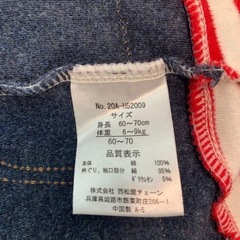 No. 20A-H52009
サイズ
身長 60〜70cm
体重 6〜9kg
60〜70
品質表示
本体 綿 100%
衿ぐり、袖口部分 綿 95%
ポリウレタン 5%
株式会社 西松屋チェーン
兵庫県姫路市飾東町庄266-1
中国製 A-5